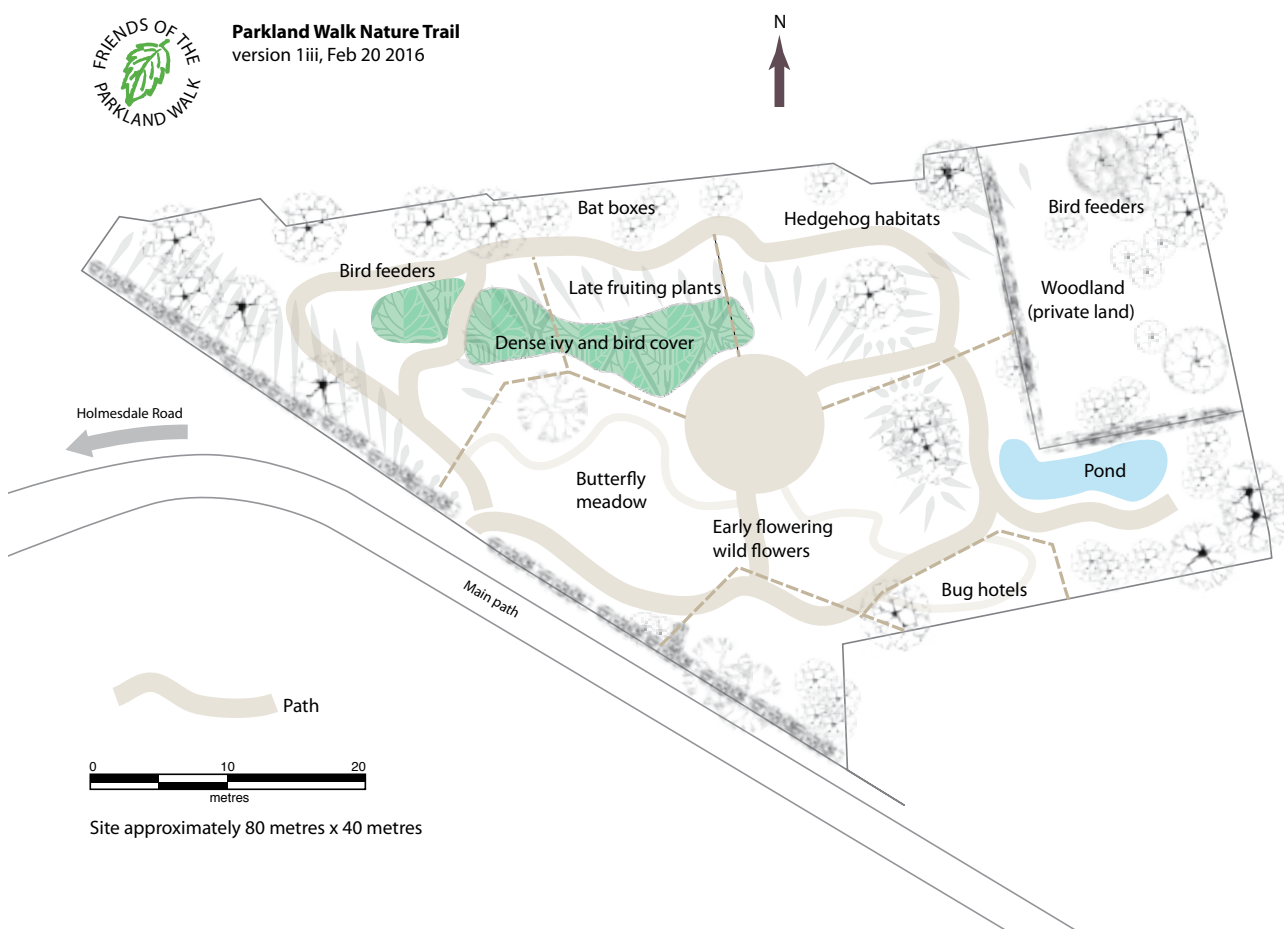 FRIENDS OF THE
PARKLAND WALK
Parkland Walk Nature Trail
version 1iii, Feb 20 2016
N
Bat boxes
Hedgehog habitats
Bird feeders
Bird feeders
Late fruiting plants
Woodland
(private land)
Dense ivy and bird cover
Holmesdale Road
Butterfly
meadow
Pond
Early flowering
wild flowers
Main path
Bug hotels
Path
0 10 20
metres
Site approximately 80 metres x 40 metres